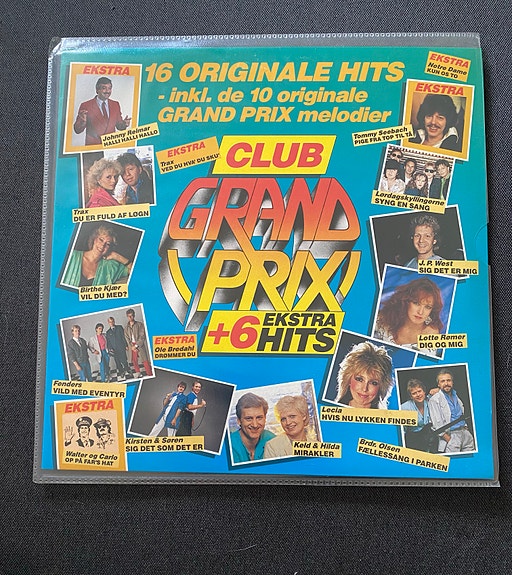 16 ORIGINALE HITS
- inkl. de 10 originale
GRAND PRIX melodier
EKSTRA
Johnny Reimar
HALLI HALLI HALLO
EKSTRA
Notre Dame
KUN OS TO
EKSTRA
Tommy Seebach
PIGE FRA TOP TIL TÅ
EKSTRA
Trax
VED DU HVA' DU SKU'
CLUB
GRAND
PRIX
+6 EKSTRA
HITS
Trax
DU ER FULD AF LØGN
Lørdagskyllingerne
SYNG EN SANG
Birthe Kjær
VIL DU MED?
J.P. West
SIG DET ER MIG
Lotte Rømer
DIG OG MIG
EKSTRA
Ole Bredahl
DRØMMER DU
Fenders
VILD MED EVENTYR
EKSTRA
Walter og Carlo
OP PÅ FAR'S HAT
Kirsten & Søren
SIG DET SOM DET ER
Keld & Hilda
MIRAKLER
Lecia
HVIS NU LYKKEN FINDES
Brdr. Olsen
FÆLLESSANG I PARKEN